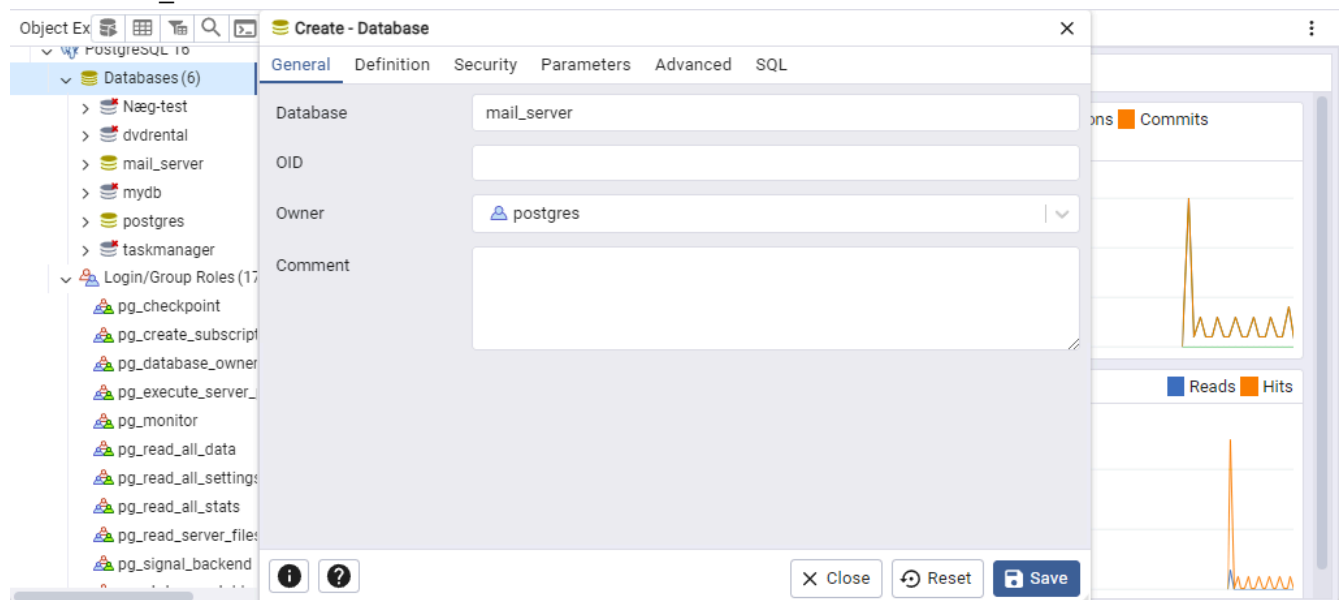 Object Ex
Create - Database
PostgreSQL 16
General Definition Security Parameters Advanced SQL
Databases (6)
Næg-test
dvdrental
mail_server
mydb
postgres
taskmanager
Login/Group Roles (17
pg_checkpoint
pg_create_subscript
pg_database_owner
pg_execute_server_
pg_monitor
pg_read_all_data
pg_read_all_settings
pg_read_all_stats
pg_read_server_files
pg_signal_backend
Database mail_server
OID
Owner postgres
Comment
Close Reset Save
ons Commits
Reads Hits